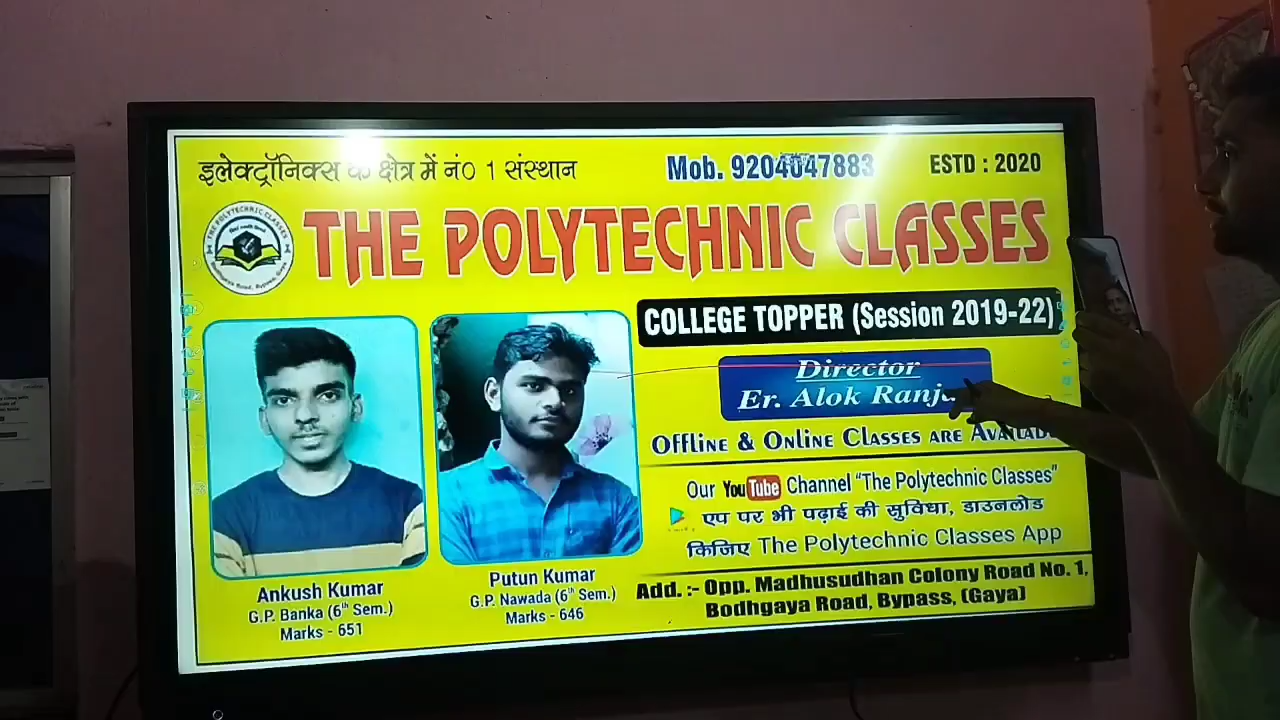 इलेक्ट्रॉनिक्स के क्षेत्र में नं0 1 संस्थान
Mob. 9204047883
ESTD : 2020
THE POLYTECHNIC CLASSES
THE POLYTECHNIC CLASSES
COLLEGE TOPPER (Session 2019-22)
Director
Er. Alok
OFFLINE & ONLINE CLASSES ARE
Our YouTube Channel "The Polytechnic Classes"
एप पर भी पढ़ाई की सुविधा, डाउनलोड
किजिए The Polytechnic Classes App
Add. :- Opp. Madhusudhan Colony Road No. 1,
Bodhgaya Road, Bypass, (Gaya)
Ankush Kumar
G.P. Banka (6th Sem.)
Marks - 651
Putun Kumar
G.P. Nawada (6th Sem.)
Marks - 646